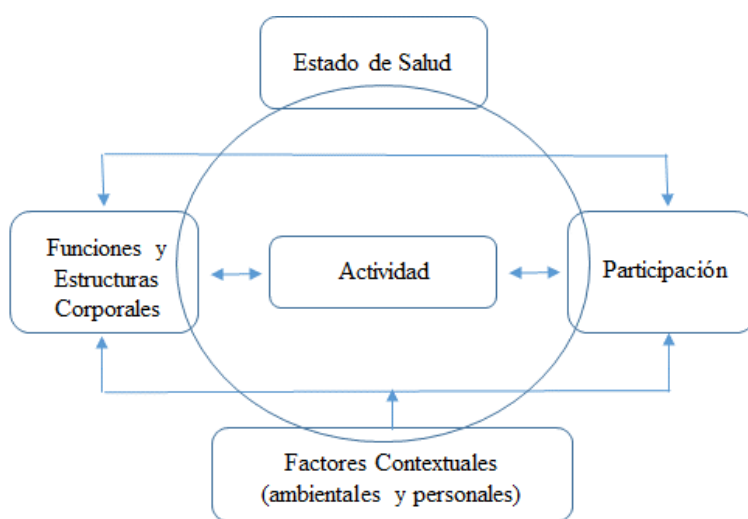 Estado de Salud
Funciones y
Estructuras
Corporales
Actividad
Participación
Factores Contextuales
(ambientales y personales)